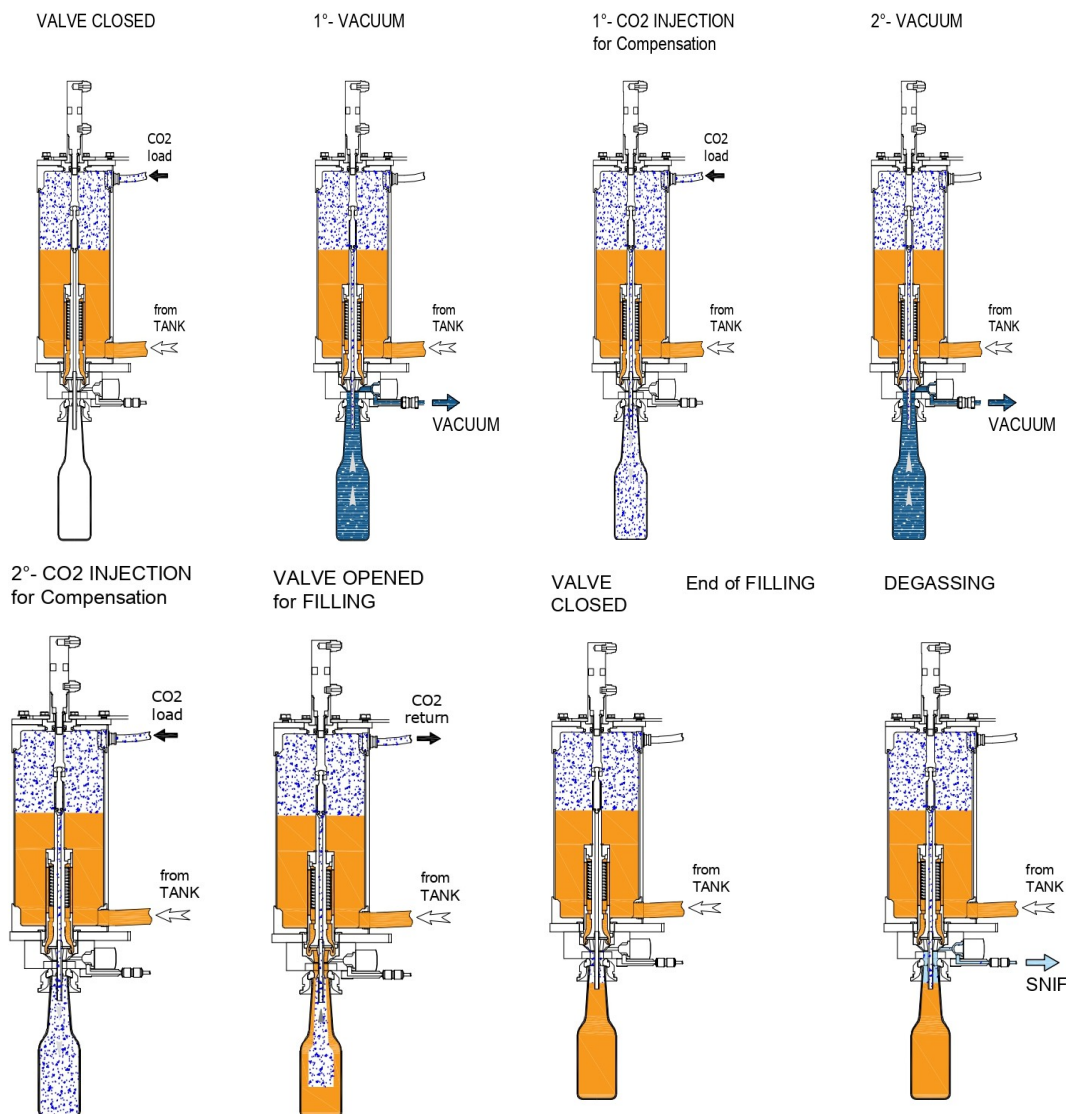 VALVE CLOSED
1°- VACUUM
1°- CO2 INJECTION
for Compensation
2°- VACUUM
CO2
load
CO2
load
from
TANK
from
TANK
from
TANK
from
TANK
VACUUM
VACUUM
2°- CO2 INJECTION
for Compensation
VALVE OPENED
for FILLING
VALVE
CLOSED
End of FILLING
DEGASSING
CO2
load
CO2
return
from
TANK
from
TANK
from
TANK
from
TANK
SNIF